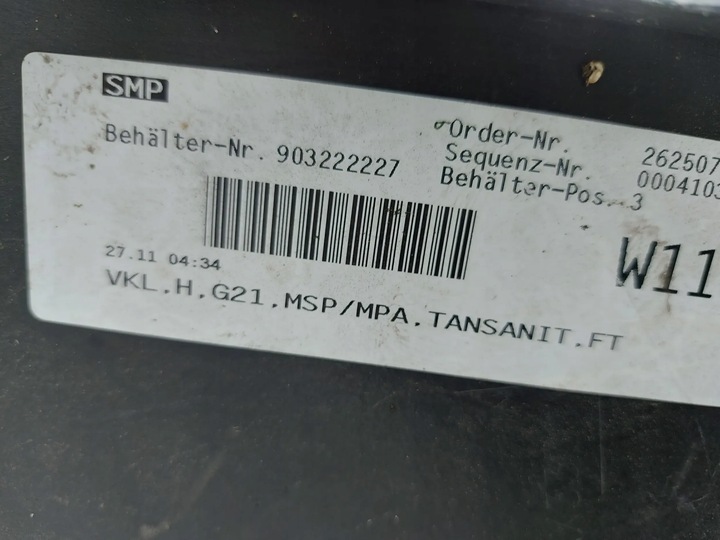 SMP
Behälter-Nr. 903222227
Order-Nr. 262507
Sequenz-Nr. 0004103
Behälter-Pos. 3
27.11 04:34
W11
VKL.H.G21.MSP/MPA.TANSANIT.FT